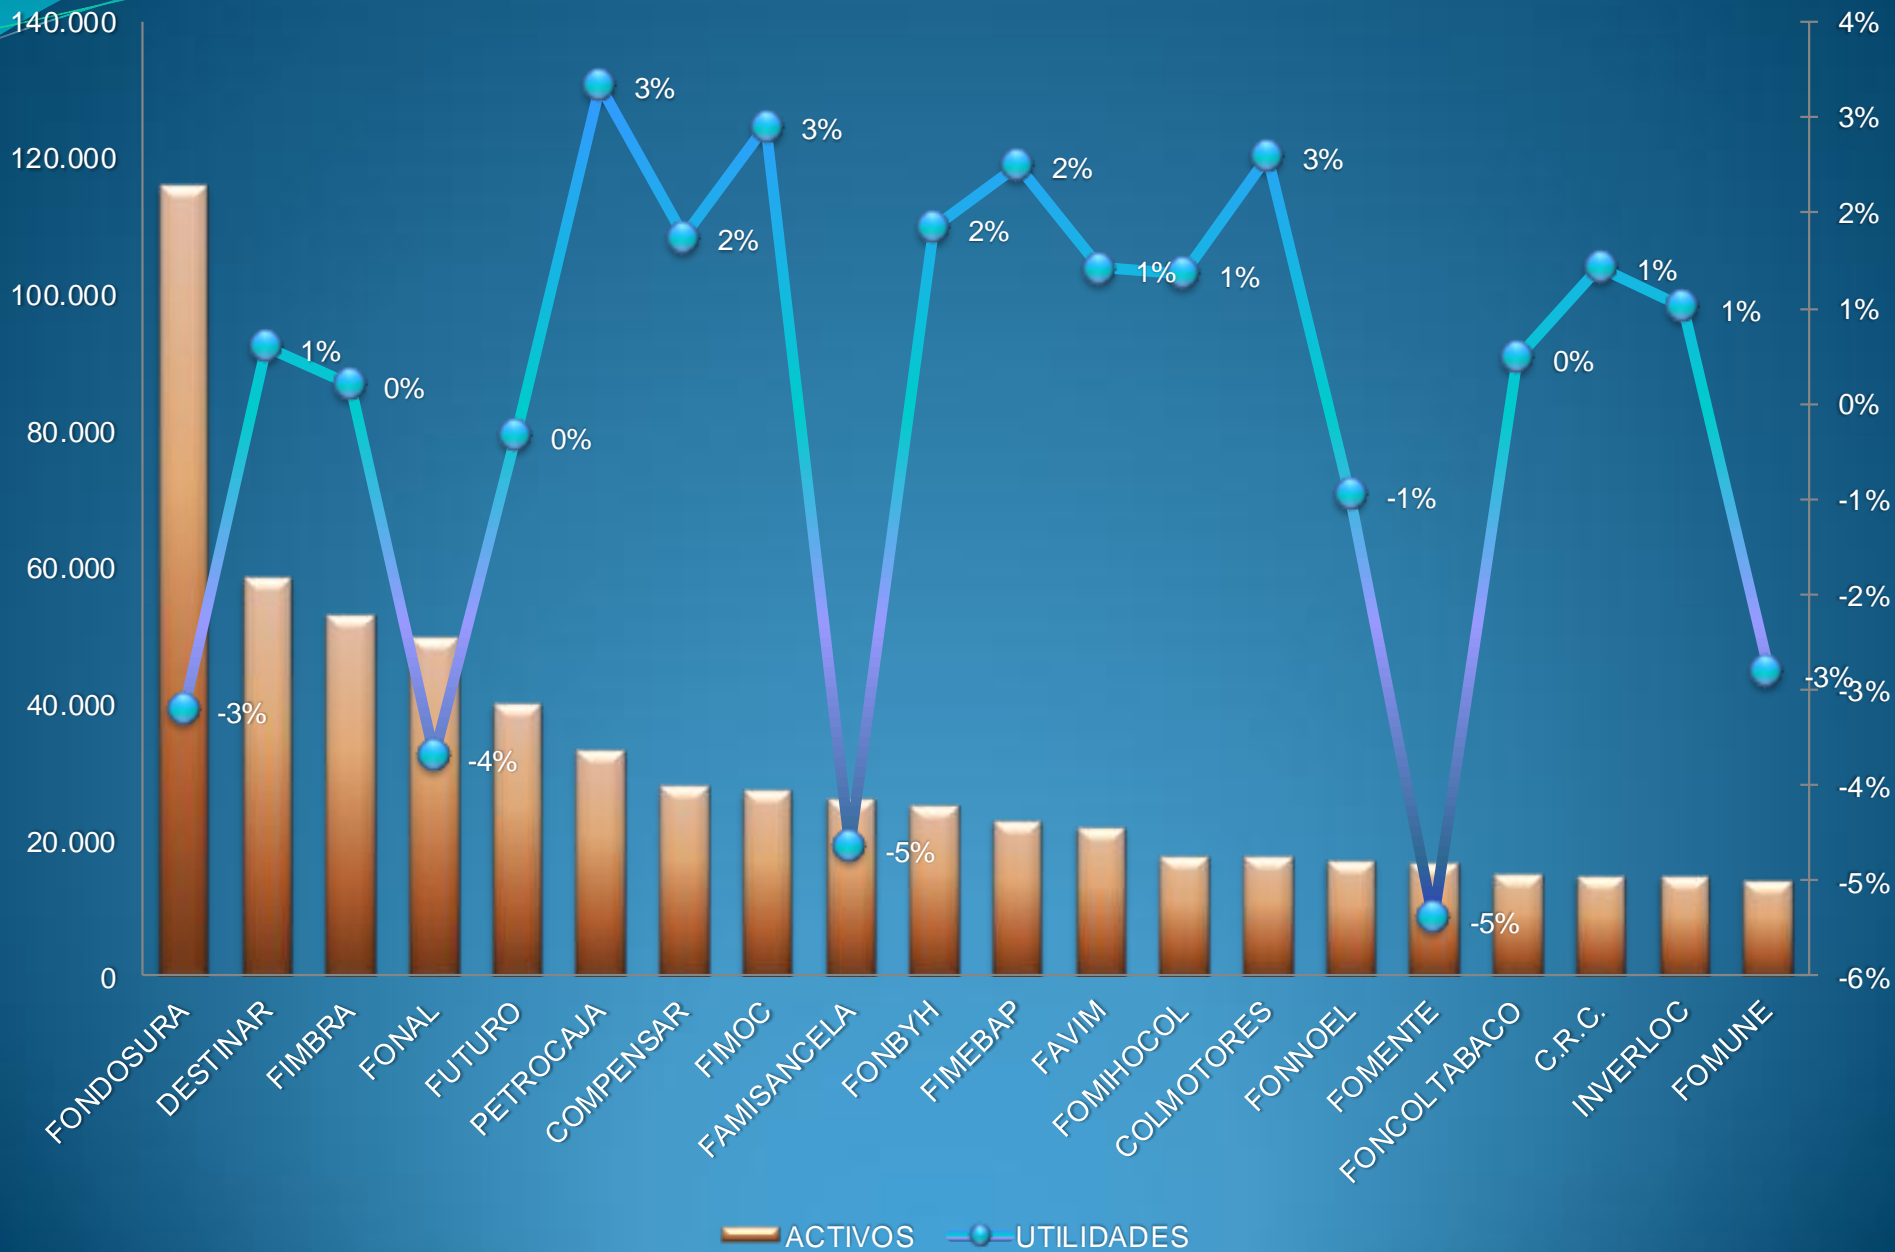 140.000
120.000
100.000
80.000
60.000
40.000
20.000
0
4%
3%
2%
1%
0%
-1%
-2%
-3%
-4%
-5%
-6%
-3%
1%
0%
-4%
0%
3%
2%
3%
-5%
2%
2%
1%
1%
3%
-1%
-5%
0%
1%
1%
-3%
FONDOSURA
DESTINAR
FIMBRA
FONAL
FUTURO
PETROCAJA
COMPENSAR
FIMOC
FAMISANCELA
FONBYH
FIMEBAP
FAVIM
FOMIHOCOL
COLMOTORES
FONNOEL
FOMENTE
FONCOLTABACO
C.R.C.
INVERLOC
FOMUNE
ACTIVOS
UTILIDADES